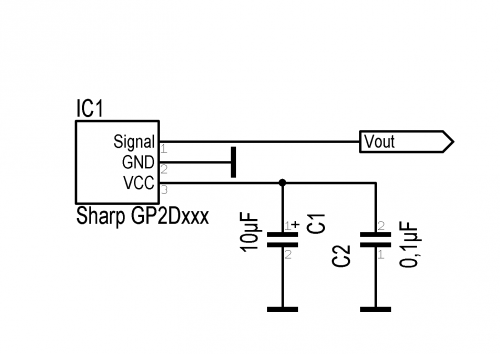 IC1
Signal
1
Vout
GND
2
VCC
3
Sharp GP2Dxxx
10µF
1
+
2
C1
C2
2
1
0,1µF